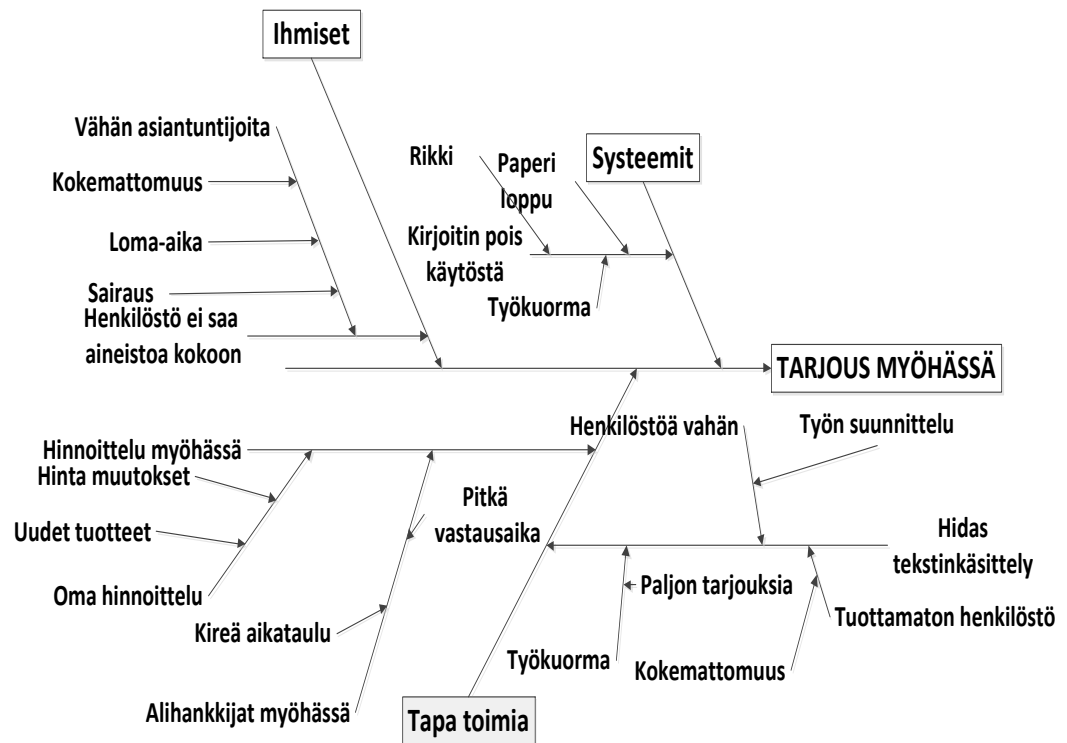 Ihmiset
Vähän asiantuntijoita
Kokemattomuus
Loma-aika
Sairaus
Henkilöstö ei saa
aineistoa kokoon
Rikki
Paperi
loppu
Systeemit
Kirjoitin pois
käytöstä
Työkuorma
TARJOUS MYÖHÄSSÄ
Hinnoittelu myöhässä
Hinta muutokset
Uudet tuotteet
Oma hinnoittelu
Pitkä
vastausaika
Kireä aikataulu
Alihankkijat myöhässä
Henkilöstöä vahän
Työn suunnittelu
Hidas
tekstinkäsittely
Paljon tarjouksia
Tuottamaton henkilöstö
Työkuorma
Kokemattomuus
Tapa toimia